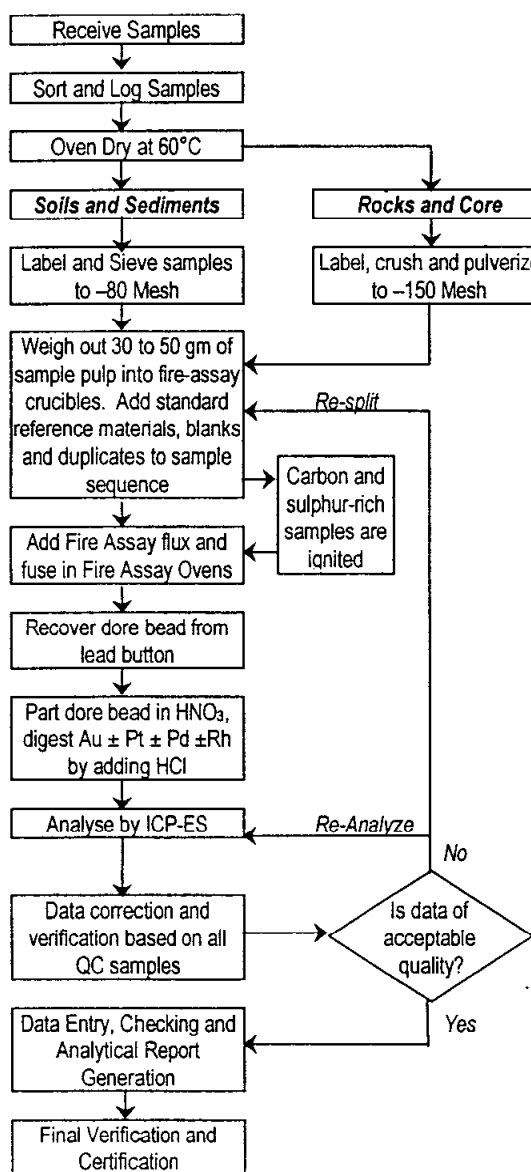 Receive Samples
Sort and Log Samples
Oven Dry at 60°C
Soils and Sediments
Rocks and Core
Label and Sieve samples
to –80 Mesh
Label, crush and pulverize
to –150 Mesh
Weigh out 30 to 50 gm of
sample pulp into fire-assay
crucibles. Add standard
reference materials, blanks
and duplicates to sample
sequence
Re-split
Carbon and
sulphur-rich
samples are
ignited
Add Fire Assay flux and
fuse in Fire Assay Ovens
Recover dore bead from
lead button
Part dore bead in HNO₃,
digest Au ± Pt ± Pd ±Rh
by adding HCl
Analyse by ICP-ES
Re-Analyze
No
Data correction and
verification based on all
QC samples
Is data of
acceptable
quality?
Yes
Data Entry, Checking and
Analytical Report
Generation
Final Verification and
Certification